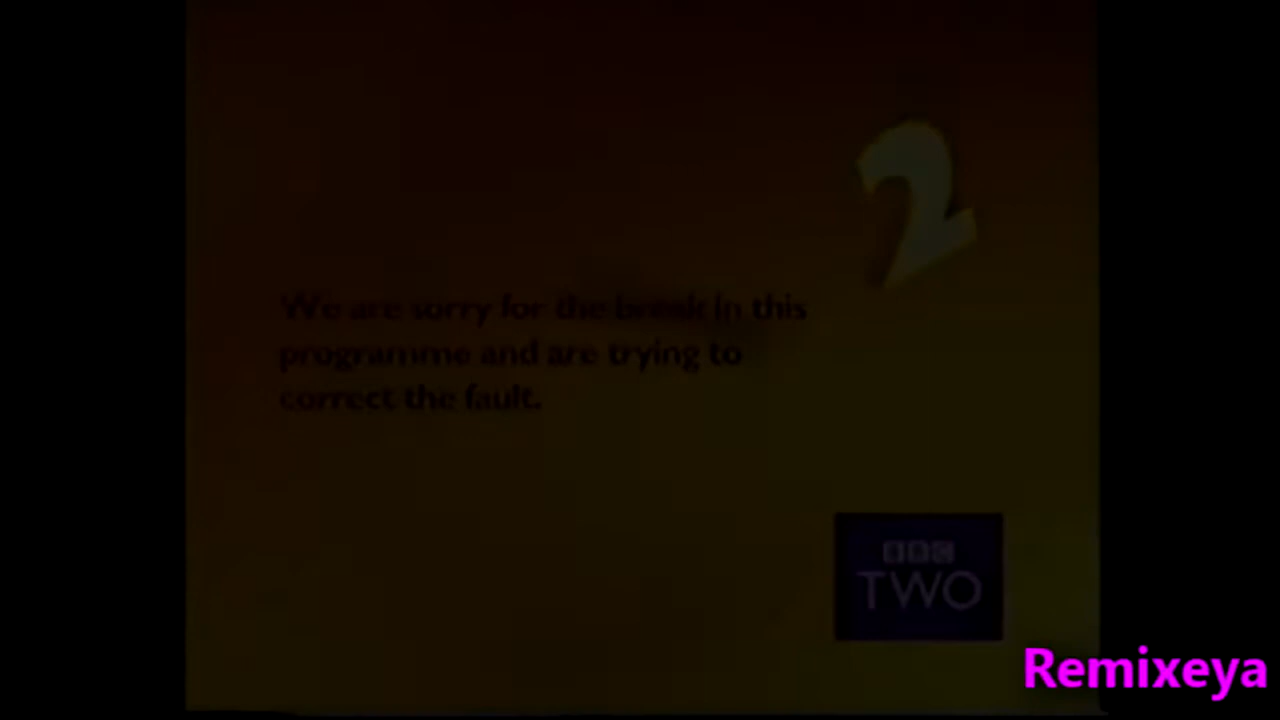 2
We are sorry for the break in this
programme and are trying to
correct the fault.
BBC
TWO
Remixeya